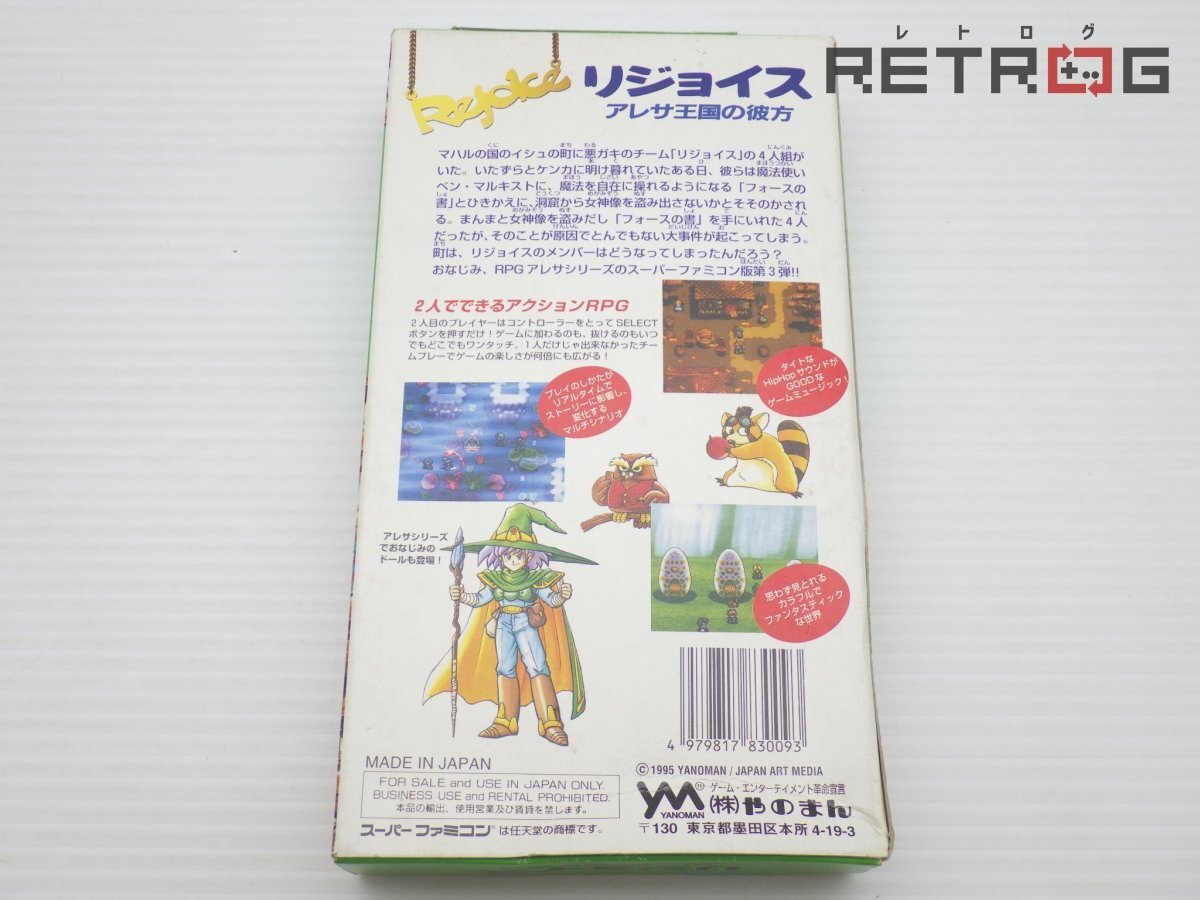 レトログ
RETROG
Rejoice
リジョイス
アレサ王国の彼方
マハルの国のイシュの町に悪ガキのチーム「リジョイス」の4人組が
いた。いたずらとケンカに明け暮れていたある日、彼らは魔法使い
ベン・マルキストに、魔法を自在に操れるようになる「フォースの
書」とひきかえに、洞窟から女神像を盗み出さないかとそそのかされ
る。まんまと女神像を盗みだし「フォースの書」を手にいれた4人
だったが、そのことが原因でとんでもない大事件が起こってしまう。
町は、リジョイスのメンバーはどうなってしまったんだろう?
おなじみ、RPGアレサシリーズのスーパーファミコン版第3弾!!
2人でできるアクションRPG
2人目のプレイヤーはコントローラーをとってSELECT
ボタンを押すだけ!ゲームに加わるのも、抜けるのもいつ
でもどこでもワンタッチ。1人だけじゃ出来なかったチー
ムプレーでゲームの楽しさが何倍にも広がる!
タイトな
HipHopサウンドが
GOODな
ゲームミュージック!
プレイのしかたが
リアルタイムで
ストーリーに影響し、
変化する
マルチシナリオ
アレサシリーズ
でおなじみの
ドールも登場!
思わず見とれる
カラフルで
ファンタスティック
な世界
4 979817 830093
MADE IN JAPAN
FOR SALE and USE IN JAPAN ONLY.
BUSINESS USE and RENTAL PROHIBITED.
本品の輸出、使用営業及び賃貸を禁じます。
スーパーファミコン®は任天堂の商標です。
©1995 YANOMAN / JAPAN ART MEDIA
YM®
YANOMAN
ゲーム・エンターテイメント革命宣言
(株)やのまん
〒130 東京都墨田区本所4-19-3